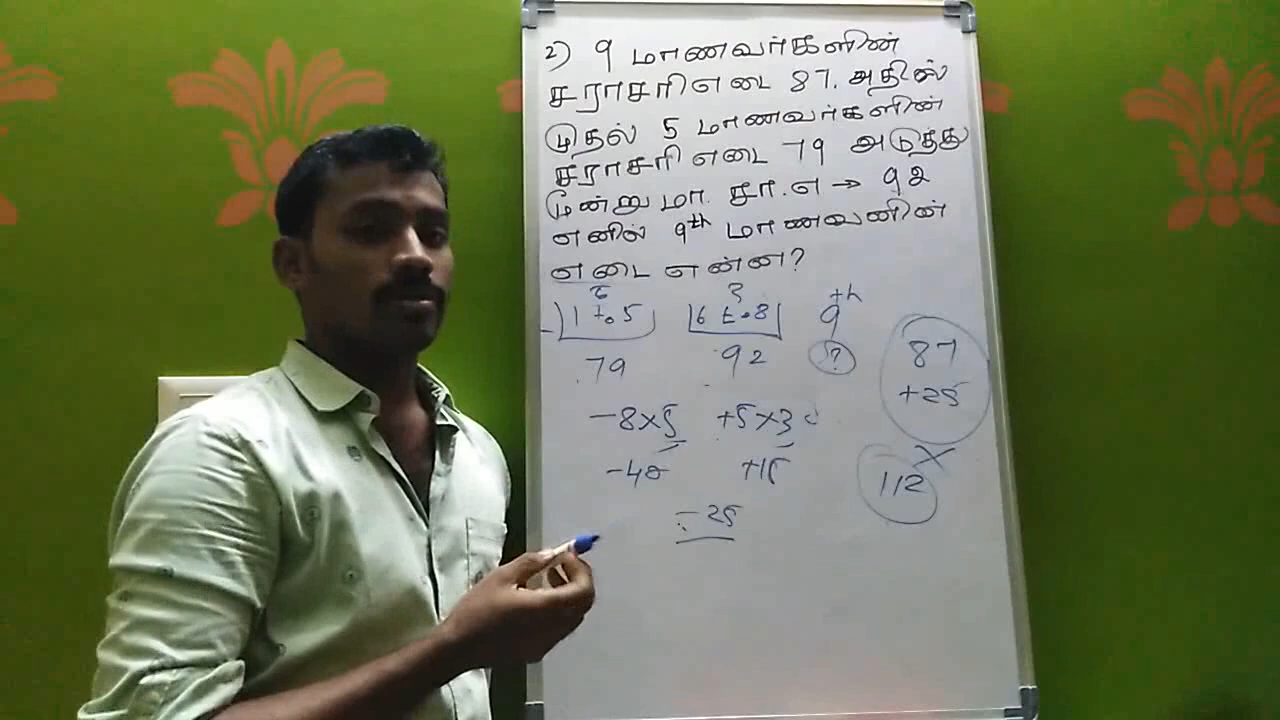 2) 9 மாணவர்களின்
சராசரி எடை 87. அதில்
முதல் 5 மாணவர்களின்
சராசரி எடை 79 அடுத்து
மூன்று மா. சா. எ → 92
எனில் 9th மாணவனின்
எடை என்ன?
5 3
1 to 5 6 to 8 9th
79 92 ?
87
+25
-8×5 +5×3
-40 +15
112
-25